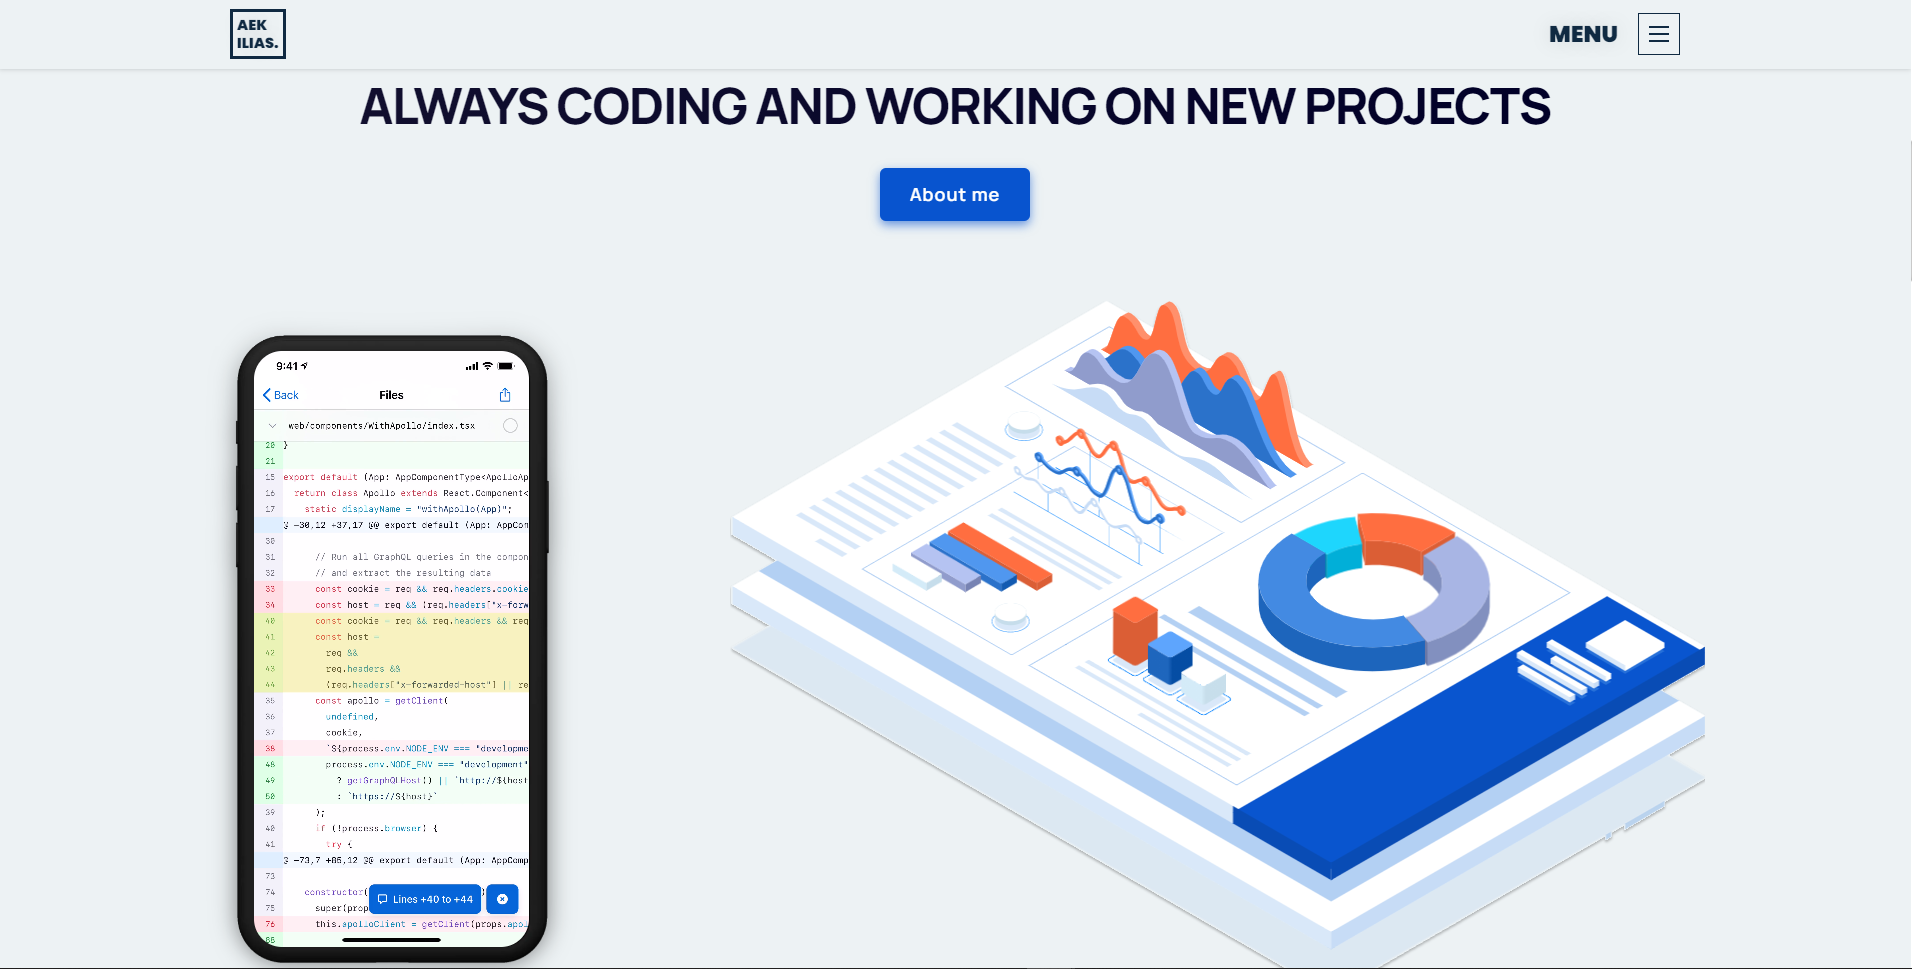 AEK
ILIAS.
MENU
ALWAYS CODING AND WORKING ON NEW PROJECTS
About me
9:41
Back
Files
web/components/WithApollo/index.tsx
20 }
21
15 export default (App: AppComponentType<ApolloAp
16 return class Apollo extends React.Component<
17 static displayName = "withApollo(App)";
@ -30,12 +37,17 @@ export default (App: AppCon
30
31 // Run all GraphQL queries in the compon
32 // and extract the resulting data
33 const cookie = req && req.headers.cookie
34 const host = req && (req.headers["x-forw
40 const cookie = req && req.headers && req
41 const host =
42 req &&
43 req.headers &&
44 (req.headers["x-forwarded-host"] || re
35 const apollo = getClient(
36 undefined,
37 cookie,
38 `${process.env.NODE_ENV === "developme
48 process.env.NODE_ENV === "development"
49 ? getGraphQLHost() || `http://${host
50 : `https://${host}`
39 );
40 if (!process.browser) {
41 try {
@ -73,7 +85,12 @@ export default (App: AppComp
73
74 constructor(
75 super(prop
Lines +40 to +44
76 this.apolloClient = getClient(props.apol
88